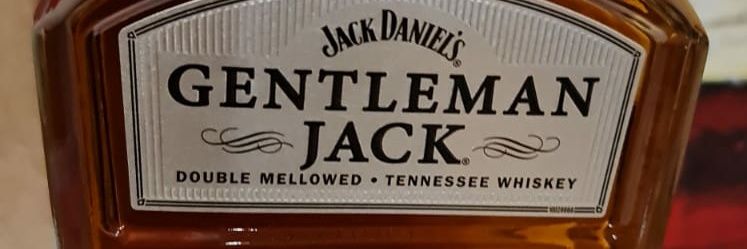 JACK DANIEL'S®
GENTLEMAN
JACK®
DOUBLE MELLOWED • TENNESSEE WHISKEY